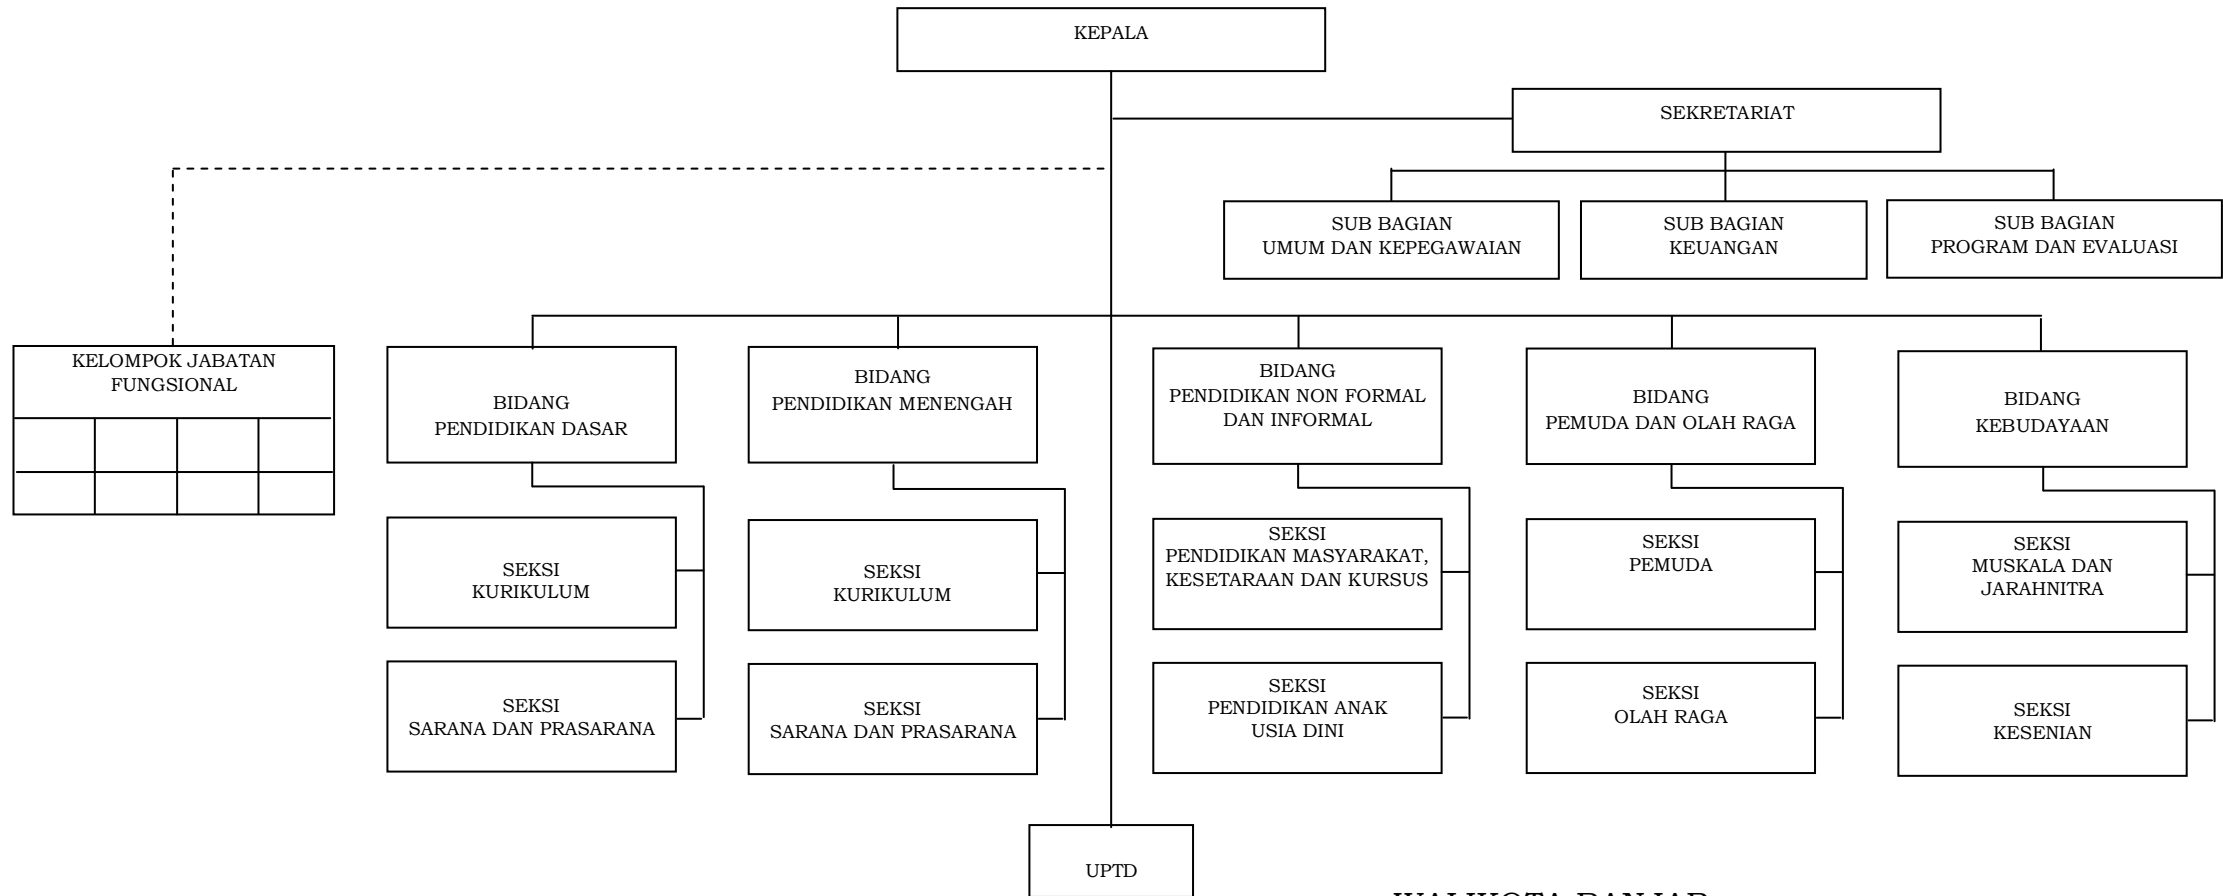 KEPALA
SEKRETARIAT
SUB BAGIAN
UMUM DAN KEPEGAWAIAN
SUB BAGIAN
KEUANGAN
SUB BAGIAN
PROGRAM DAN EVALUASI
KELOMPOK JABATAN
FUNGSIONAL
BIDANG
PENDIDIKAN DASAR
BIDANG
PENDIDIKAN MENENGAH
BIDANG
PENDIDIKAN NON FORMAL
DAN INFORMAL
BIDANG
PEMUDA DAN OLAH RAGA
BIDANG
KEBUDAYAAN
SEKSI
KURIKULUM
SEKSI
KURIKULUM
SEKSI
PENDIDIKAN MASYARAKAT,
KESETARAAN DAN KURSUS
SEKSI
PEMUDA
SEKSI
MUSKALA DAN
JARAHNITRA
SEKSI
SARANA DAN PRASARANA
SEKSI
SARANA DAN PRASARANA
SEKSI
PENDIDIKAN ANAK
USIA DINI
SEKSI
OLAH RAGA
SEKSI
KESENIAN
UPTD